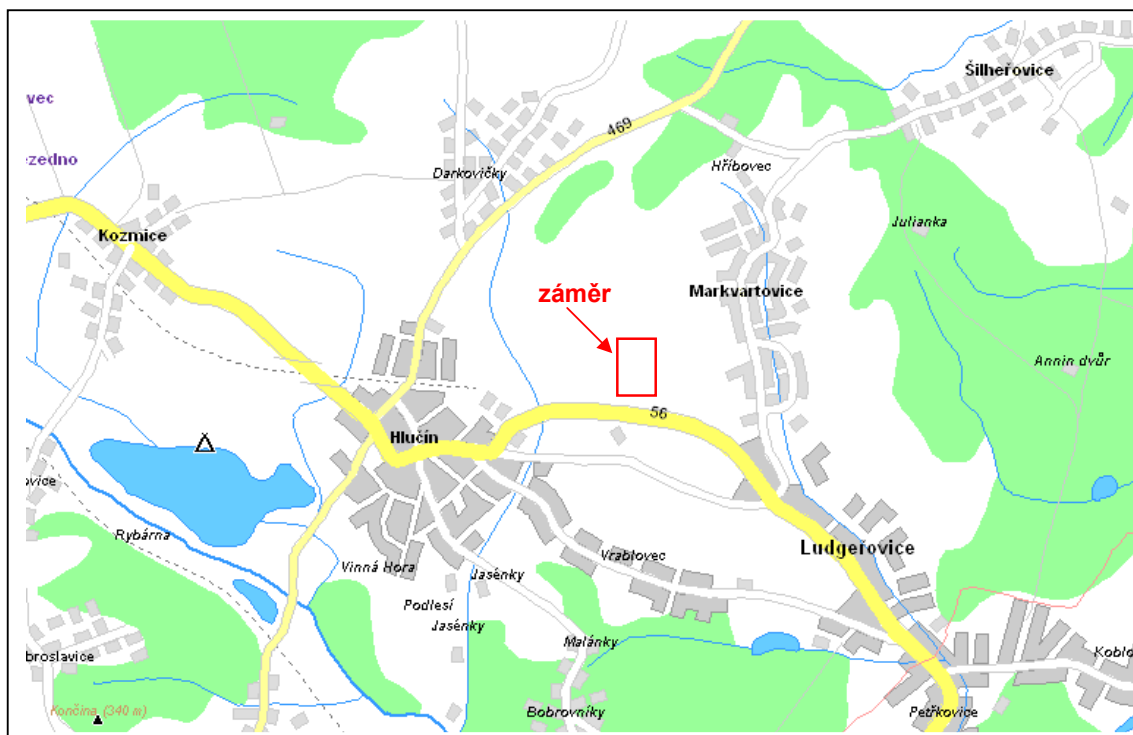 Šilheřovice
vec
469
ezedno
Hříbovec
Darkovičky
Julianka
Kozmice
Markvartovice
záměr
Annin dvůr
56
Hlučín
ovice
Rybárna
Ludgeřovice
Vrablovec
Vinná Hora
Jasénky
Podlesí
Jasénky
Malánky
broslavice
Koblo
Končina (340 m)
Bobrovníky
Petřkovice